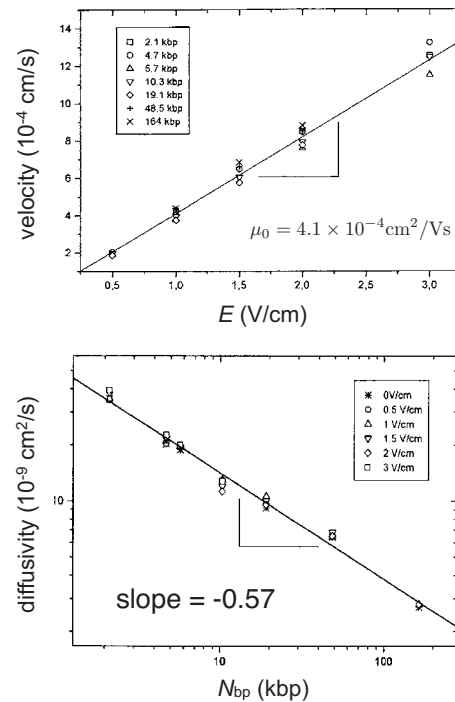 14
12
10
8
6
4
2
velocity (10⁻⁴ cm/s)
2.1 kbp
4.7 kbp
5.7 kbp
10.3 kbp
19.1 kbp
48.5 kbp
164 kbp
μ₀ = 4.1 × 10⁻⁴cm²/Vs
0,5 1,0 1,5 2,0 2,5 3,0
E (V/cm)
diffusivity (10⁻⁹ cm²/s)
10
0V/cm
0.5 V/cm
1 V/cm
1.5 V/cm
2 V/cm
3 V/cm
slope = -0.57
10 100
Nbp (kbp)